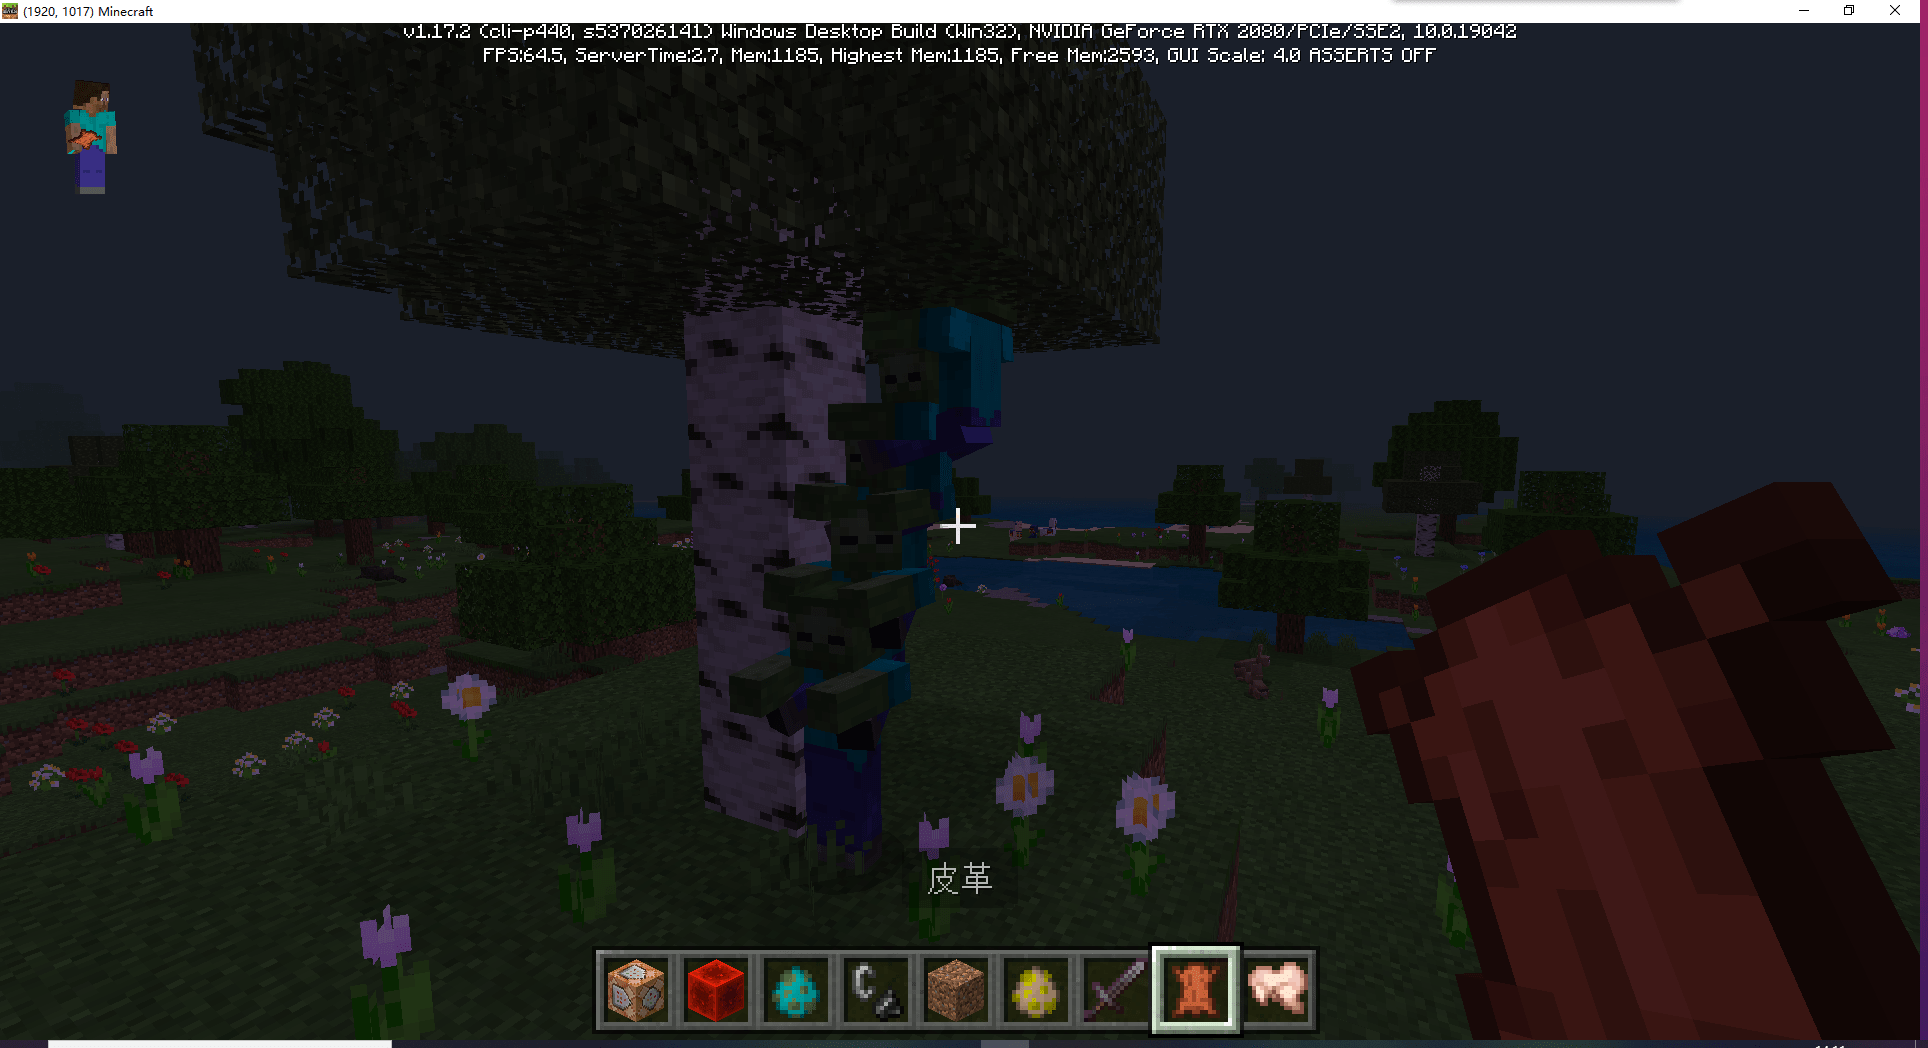 (1920, 1017) Minecraft
v1.17.2 (cli-p440, s537026141) Windows Desktop Build (Win32), NVIDIA GeForce RTX 2080/PCIe/SSE2, 10.0.19042
FPS:64.5, ServerTime:2.7, Mem:1185, Highest Mem:1185, Free Mem:2593, GUI Scale: 4.0 ASSERTS OFF
皮革